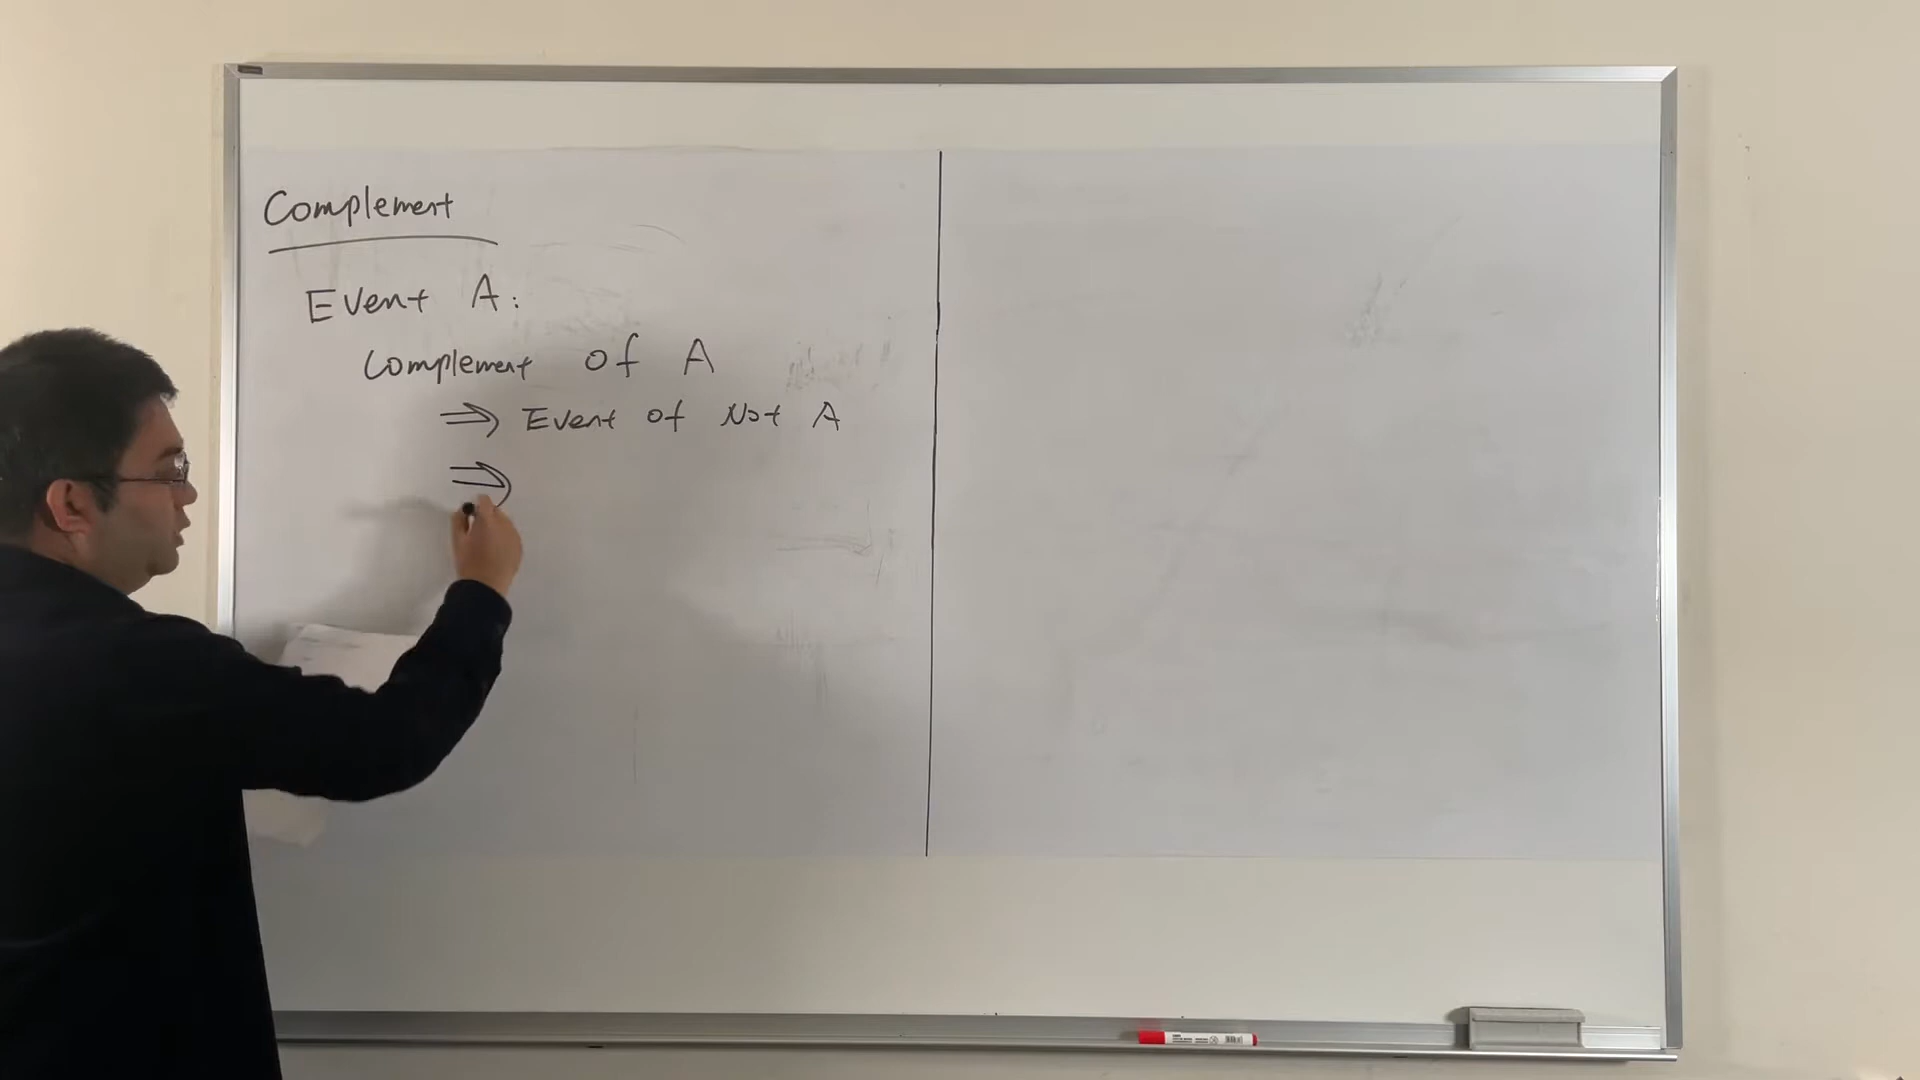 Complement
Event A:
Complement of A
⇒ Event of Not A
⇒